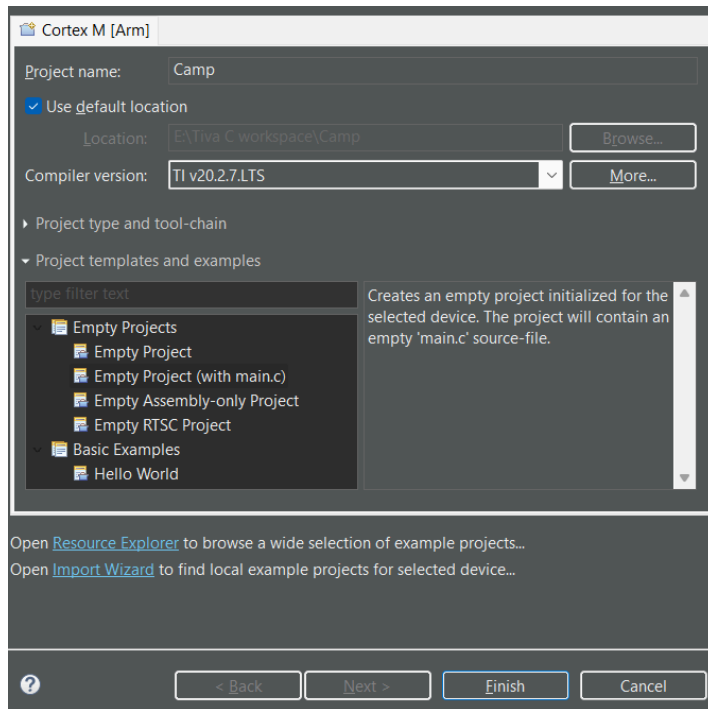 Cortex M [Arm]
Project name: Camp
Use default location
Location: E:\Tiva C workspace\Camp Browse...
Compiler version: TI v20.2.7.LTS More...
Project type and tool-chain
Project templates and examples
type filter text
Empty Projects
Empty Project
Empty Project (with main.c)
Empty Assembly-only Project
Empty RTSC Project
Basic Examples
Hello World
Creates an empty project initialized for the
selected device. The project will contain an
empty 'main.c' source-file.
Open Resource Explorer to browse a wide selection of example projects...
Open Import Wizard to find local example projects for selected device...
? < Back Next > Finish Cancel